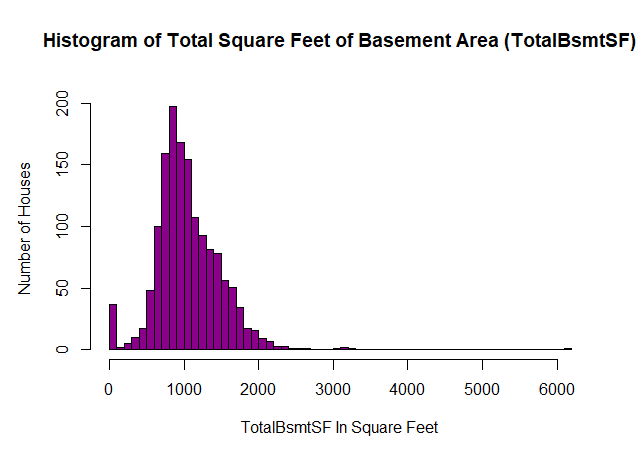 Histogram of Total Square Feet of Basement Area (TotalBsmtSF)
Number of Houses
200
150
100
50
0
0 1000 2000 3000 4000 5000 6000
TotalBsmtSF In Square Feet